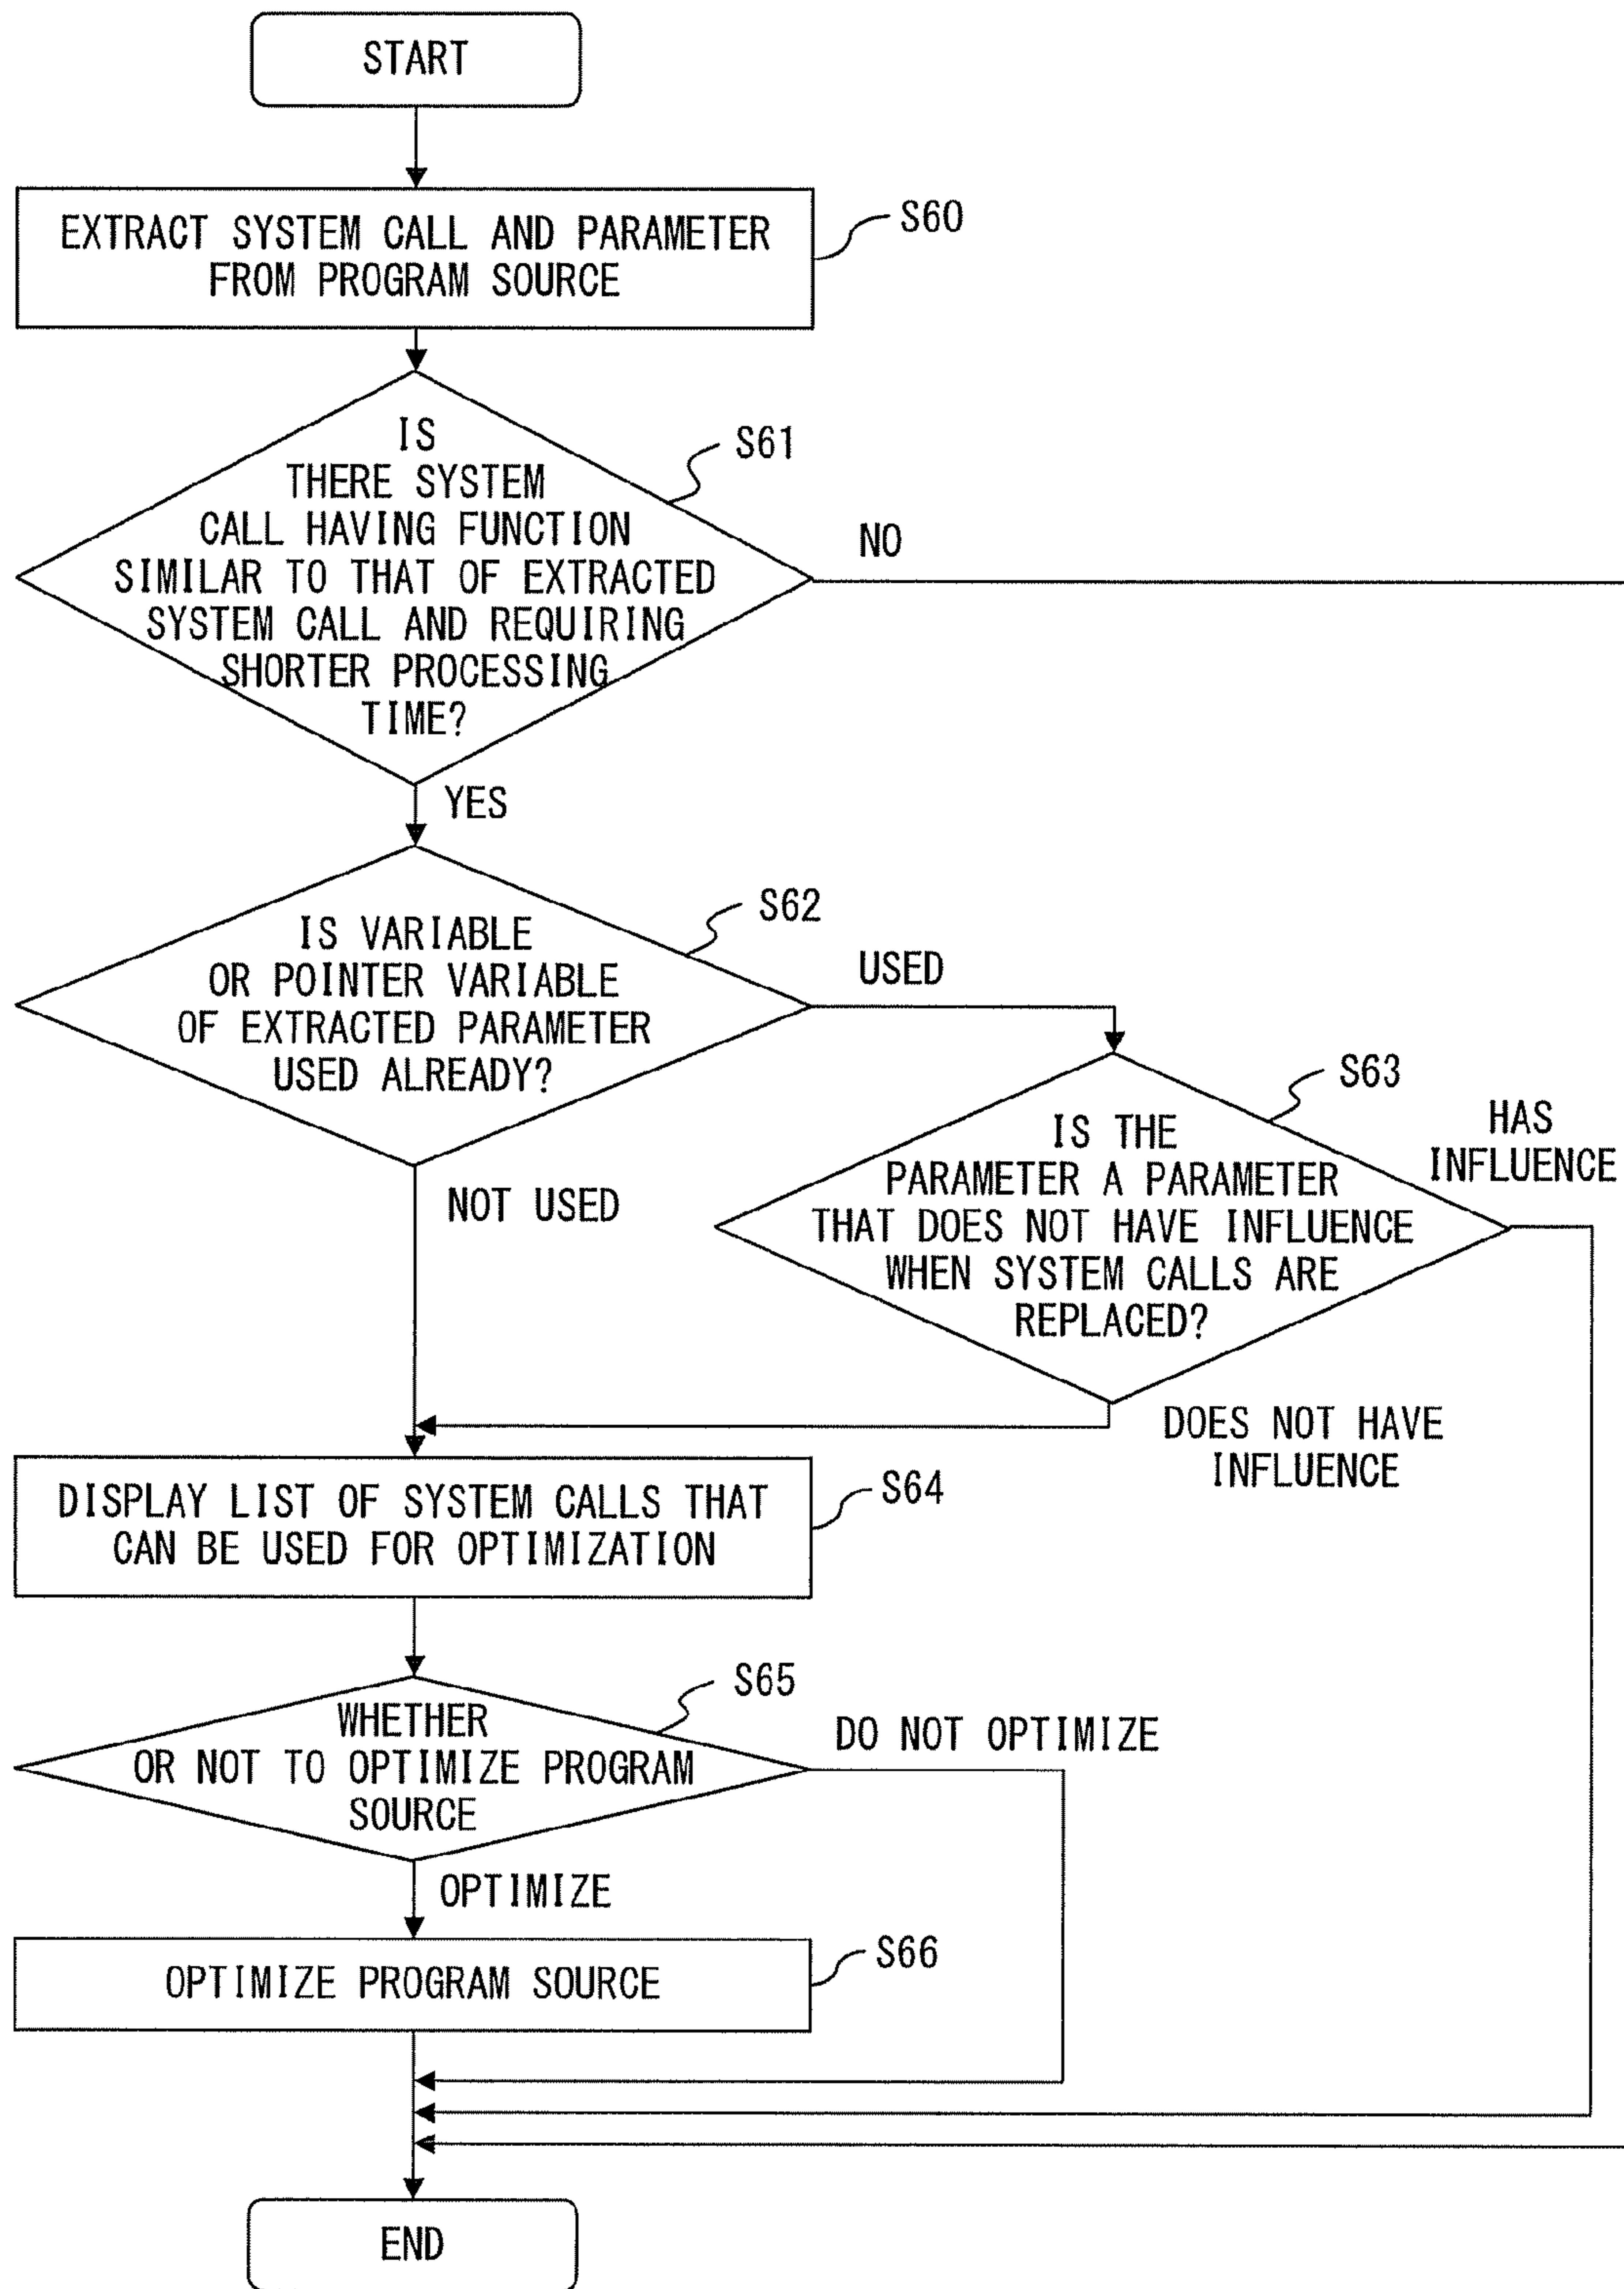 START
EXTRACT SYSTEM CALL AND PARAMETER
FROM PROGRAM SOURCE
S60
IS
THERE SYSTEM
CALL HAVING FUNCTION
SIMILAR TO THAT OF EXTRACTED
SYSTEM CALL AND REQUIRING
SHORTER PROCESSING
TIME?
S61
NO
YES
IS VARIABLE
OR POINTER VARIABLE
OF EXTRACTED PARAMETER
USED ALREADY?
S62
USED
NOT USED
IS THE
PARAMETER A PARAMETER
THAT DOES NOT HAVE INFLUENCE
WHEN SYSTEM CALLS ARE
REPLACED?
S63
HAS
INFLUENCE
DOES NOT HAVE
INFLUENCE
DISPLAY LIST OF SYSTEM CALLS THAT
CAN BE USED FOR OPTIMIZATION
S64
WHETHER
OR NOT TO OPTIMIZE PROGRAM
SOURCE
S65
DO NOT OPTIMIZE
OPTIMIZE
OPTIMIZE PROGRAM SOURCE
S66
END